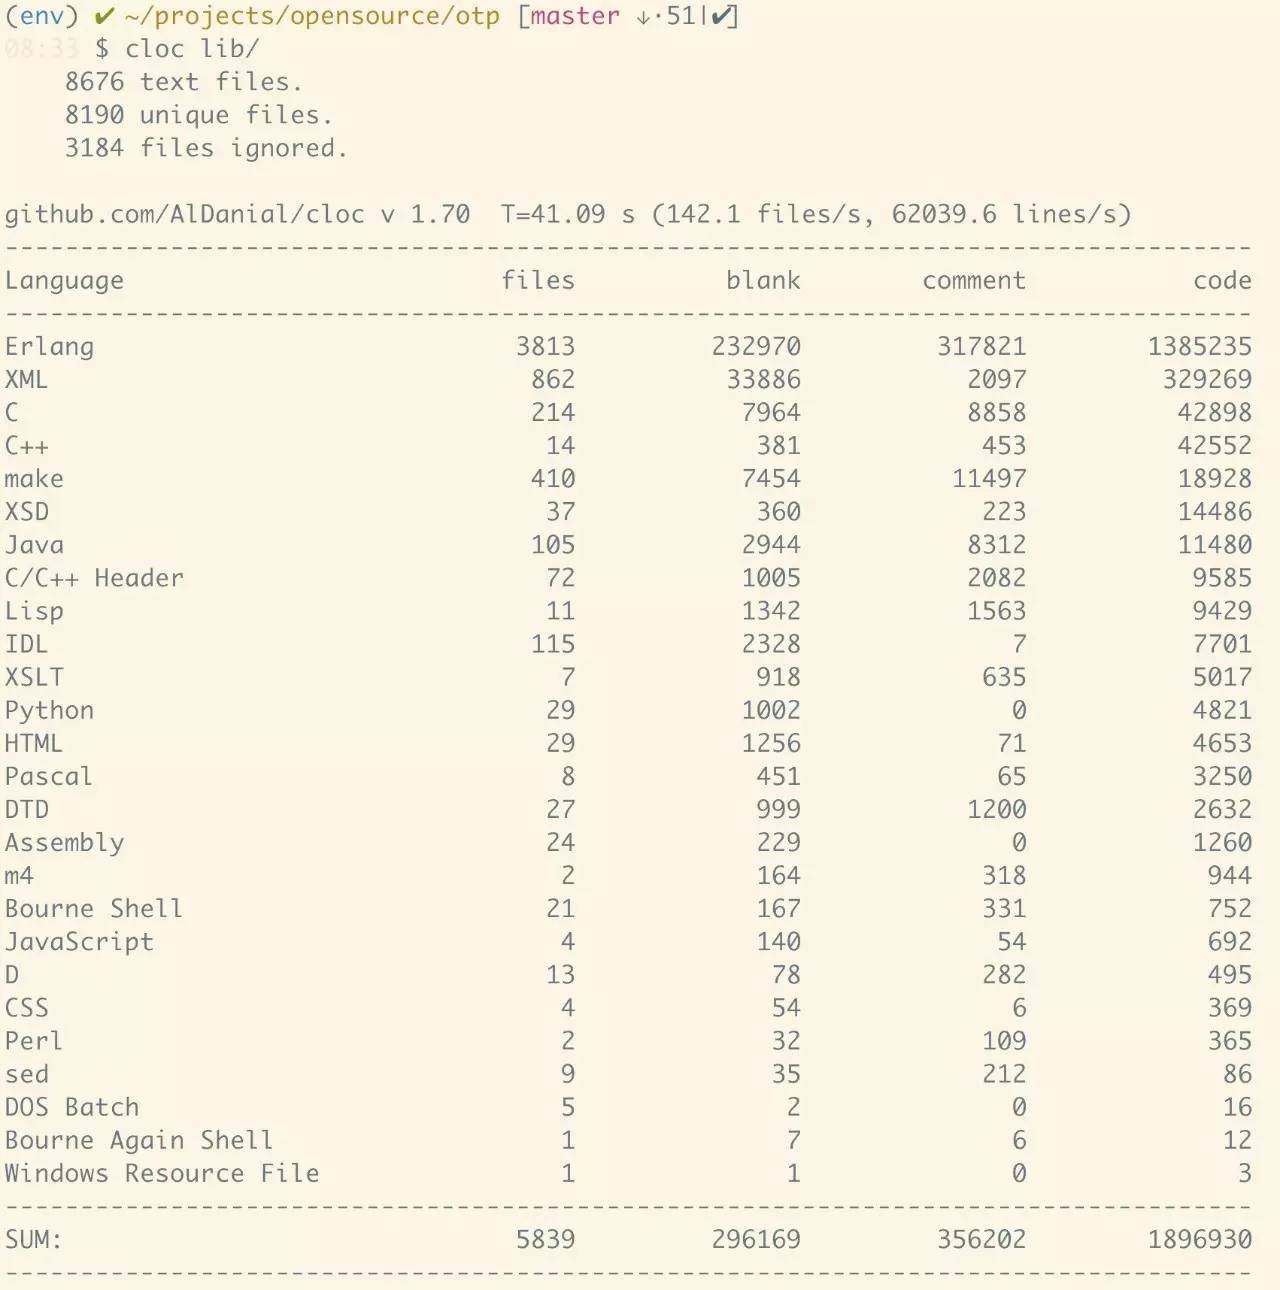 (env) ✔ ~/projects/opensource/otp [master ↓·51|✔]
08:33 $ cloc lib/
    8676 text files.
    8190 unique files.
    3184 files ignored.
github.com/AlDanial/cloc v 1.70  T=41.09 s (142.1 files/s, 62039.6 lines/s)
-----------------------------------------------------------------------------------
Language                         files          blank        comment           code
-----------------------------------------------------------------------------------
Erlang                            3813         232970         317821        1385235
XML                                862          33886           2097         329269
C                                  214           7964           8858          42898
C++                                 14            381            453          42552
make                               410           7454          11497          18928
XSD                                 37            360            223          14486
Java                               105           2944           8312          11480
C/C++ Header                        72           1005           2082           9585
Lisp                                11           1342           1563           9429
IDL                                115           2328              7           7701
XSLT                                 7            918            635           5017
Python                              29           1002              0           4821
HTML                                29           1256             71           4653
Pascal                               8            451             65           3250
DTD                                 27            999           1200           2632
Assembly                            24            229              0           1260
m4                                   2            164            318            944
Bourne Shell                        21            167            331            752
JavaScript                           4            140             54            692
D                                   13             78            282            495
CSS                                  4             54              6            369
Perl                                 2             32            109            365
sed                                  9             35            212             86
DOS Batch                            5              2              0             16
Bourne Again Shell                   1              7              6             12
Windows Resource File                1              1              0              3
-----------------------------------------------------------------------------------
SUM:                              5839         296169         356202        1896930
-----------------------------------------------------------------------------------